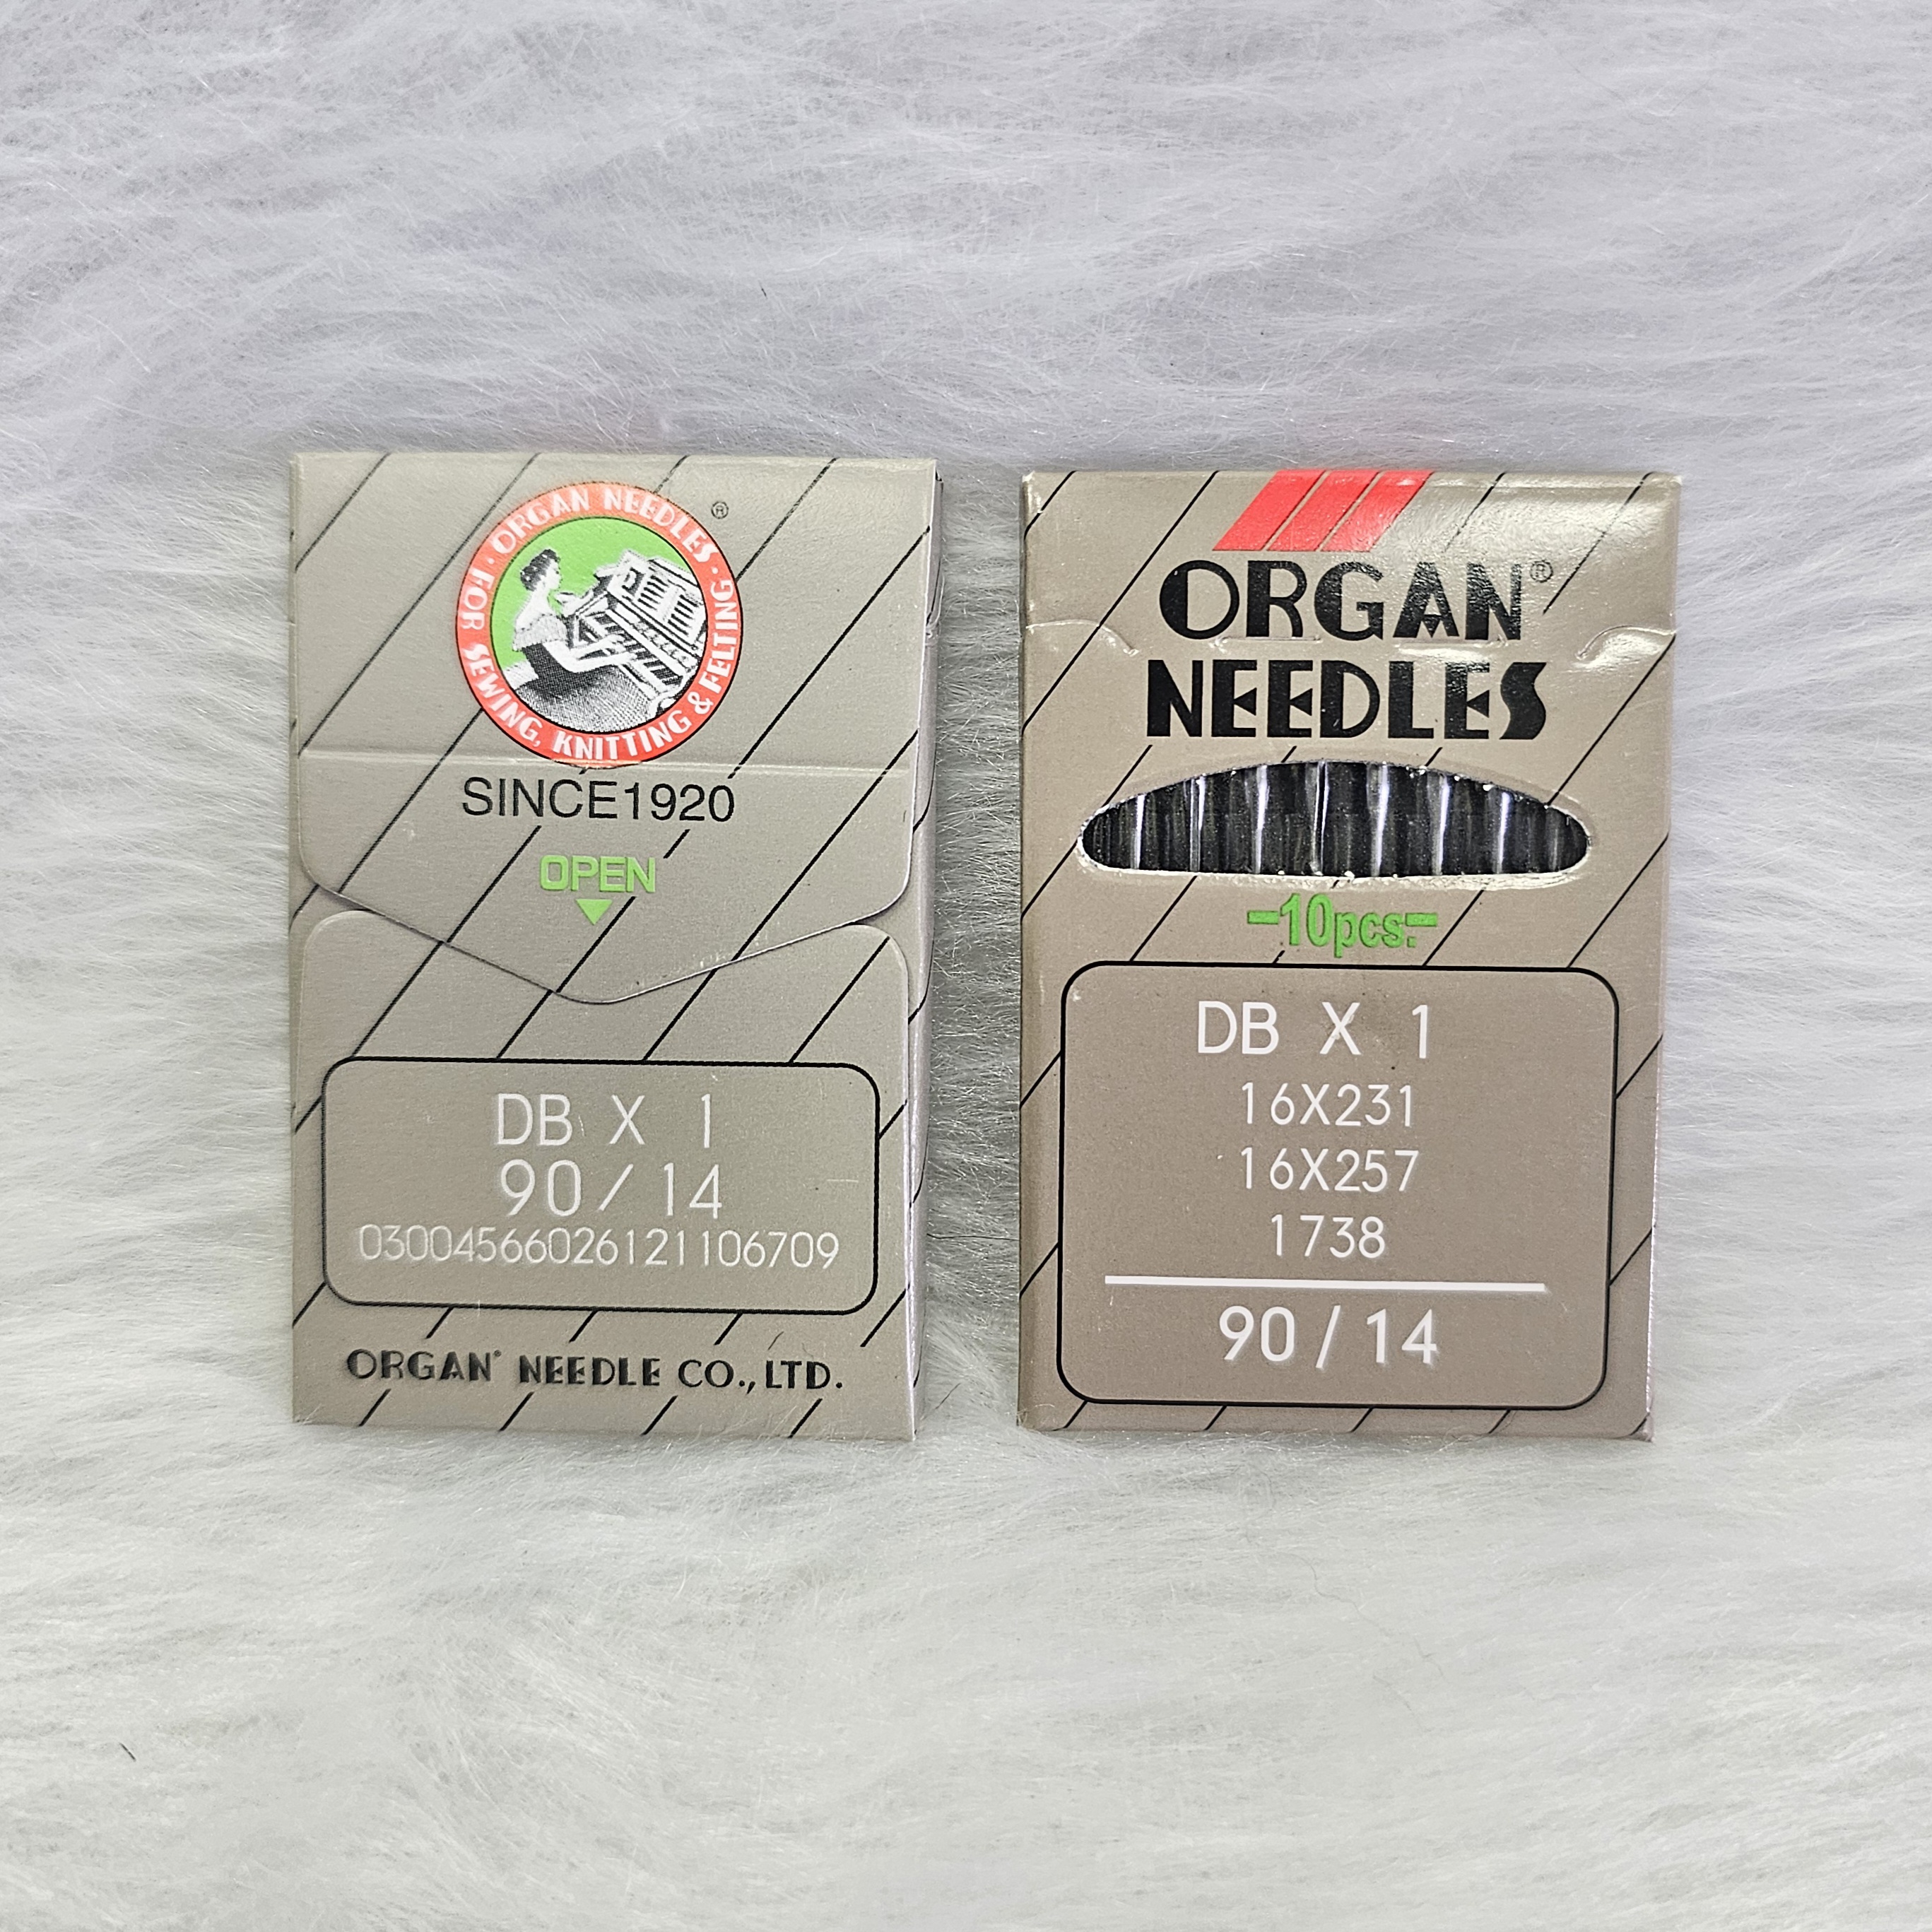 ORGAN NEEDLES · FOR SEWING, KNITTING & FELTING ·
®
SINCE1920
OPEN
DB X 1
90/14
03004566026121106709
ORGAN® NEEDLE CO., LTD.
ORGAN®
NEEDLES
-10pcs.-
DB X 1
16X231
16X257
1738
90/14